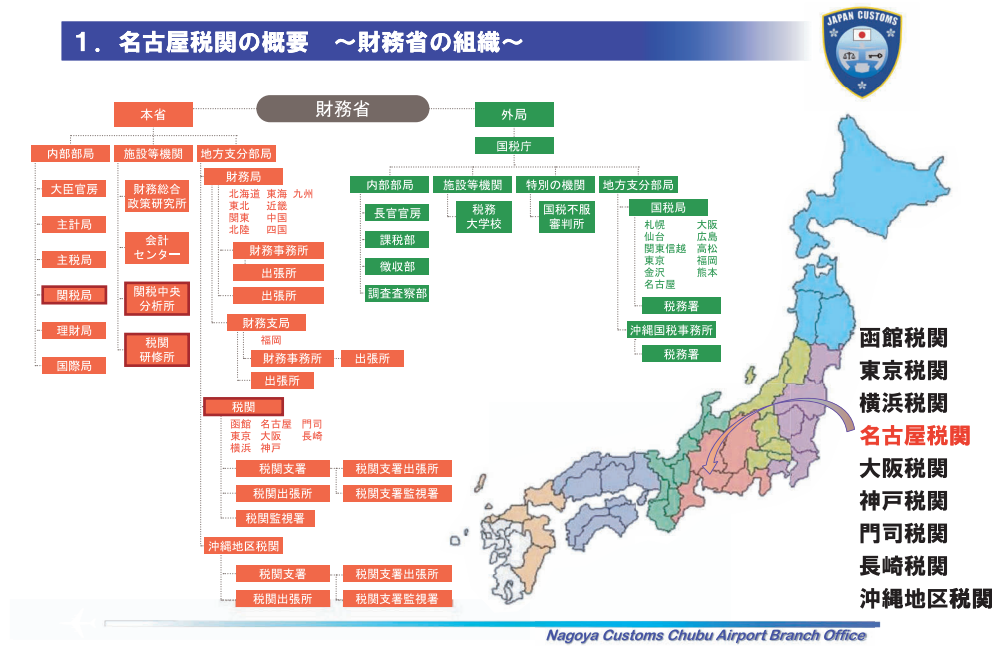 1．名古屋税関の概要　～財務省の組織～
JAPAN CUSTOMS
財務省
本省
内部部局
大臣官房
主計局
主税局
関税局
理財局
国際局
施設等機関
財務総合
政策研究所
会計
センター
関税中央
分析所
税関
研修所
地方支分部局
財務局
北海道 東海 九州
東北 近畿
関東 中国
北陸 四国
財務事務所
出張所
出張所
財務支局
福岡
財務事務所
出張所
出張所
税関
函館 名古屋 門司
東京 大阪 長崎
横浜 神戸
税関支署
税関支署出張所
税関出張所
税関支署監視署
税関監視署
沖縄地区税関
税関支署
税関支署出張所
税関出張所
税関支署監視署
外局
国税庁
内部部局
長官官房
課税部
徴収部
調査査察部
施設等機関
税務
大学校
特別の機関
国税不服
審判所
地方支分部局
国税局
札幌 大阪
仙台 広島
関東信越 高松
東京 福岡
金沢 熊本
名古屋
税務署
沖縄国税事務所
税務署
函館税関
東京税関
横浜税関
名古屋税関
大阪税関
神戸税関
門司税関
長崎税関
沖縄地区税関
Nagoya Customs Chubu Airport Branch Office